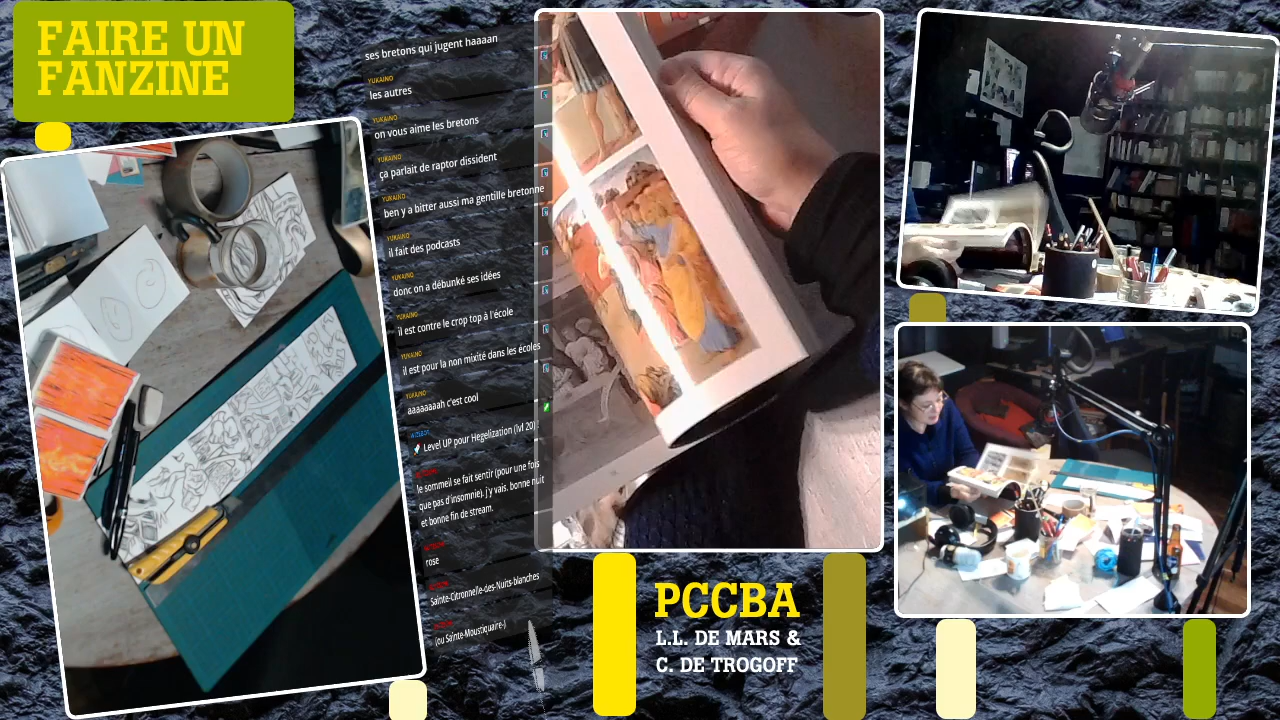 FAIRE UN
FANZINE
ses bretons qui jugent haaaan
YUKAINO
les autres
YUKAINO
on vous aime les bretons
YUKAINO
ça parlait de raptor dissident
YUKAINO
ben y a bitter aussi ma gentille bretonne
YUKAINO
il fait des podcasts
YUKAINO
donc on a débunké ses idées
YUKAINO
il est contre le crop top à l'école
YUKAINO
il est pour la non mixité dans les écoles
YUKAINO
aaaaaaaah c'est cool
Level UP pour Hegelization (lvl 20)
le sommeil se fait sentir (pour une fois
que pas d'insomnie). j'y vais. bonne nuit
et bonne fin de stream.
rose
Sainte-Citronnelle-des-Nuits-blanches
(ou Sainte-Moustiquaire-)
PCCBA
L.L. DE MARS &
C. DE TROGOFF